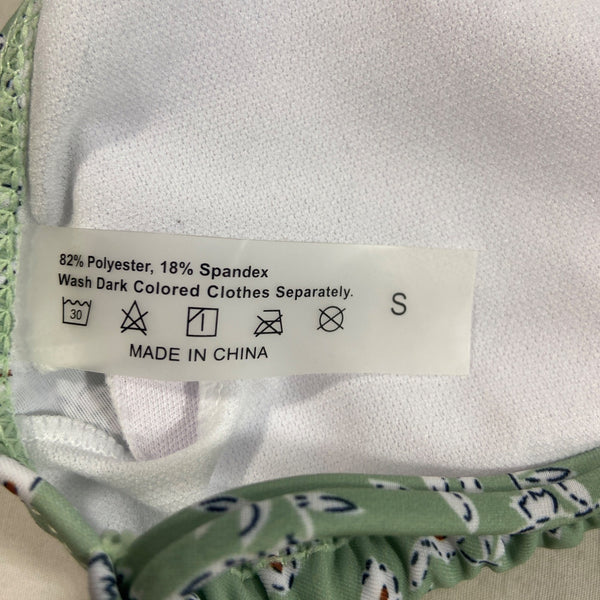 82% Polyester, 18% Spandex
Wash Dark Colored Clothes Separately.
30
S
MADE IN CHINA